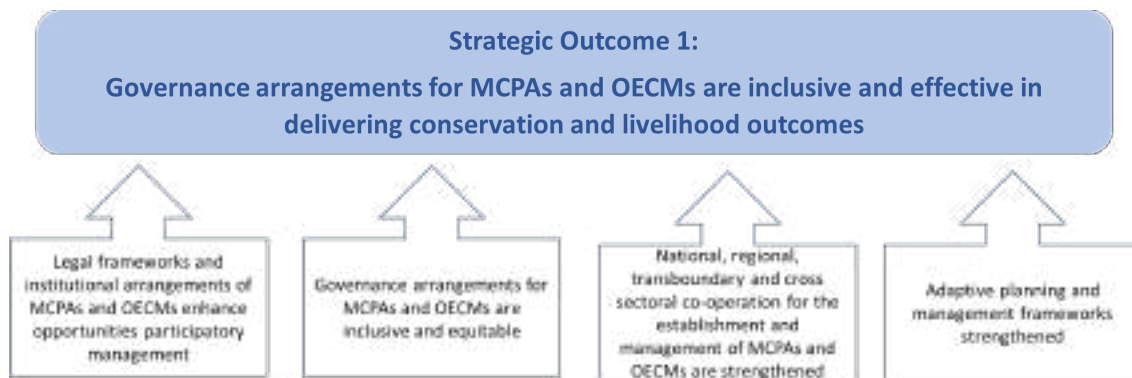 Strategic Outcome 1:
Governance arrangements for MCPAs and OECMs are inclusive and effective in
delivering conservation and livelihood outcomes
Legal frameworks and
institutional arrangements of
MCPAs and OECMs enhance
opportunities participatory
management
Governance arrangements for
MCPAs and OECMs are
inclusive and equitable
National, regional,
transboundary and cross
sectoral co-operation for the
establishment and
management of MCPAs and
OECMs are strengthened
Adaptive planning and
management frameworks
strengthened